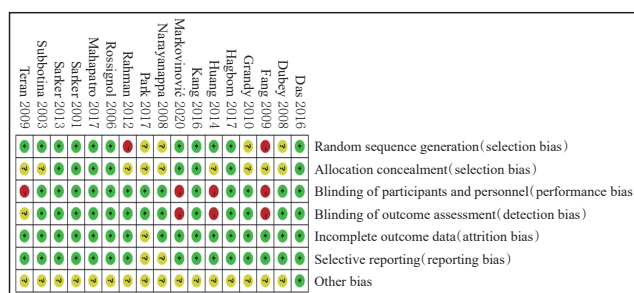 Teran 2009
Subbotina 2003
Sarker 2013
Sarker 2001
Mahapatro 2017
Rossignol 2006
Rahman 2012
Park 2017
Narayanappa 2008
Markovinović 2020
Kang 2016
Huang 2014
Hagbom 2017
Grandy 2010
Fang 2009
Dubey 2008
Das 2016
Random sequence generation(selection bias)
Allocation concealment(selection bias)
Blinding of participants and personnel(performance bias
Blinding of outcome assessment(detection bias)
Incomplete outcome data(attrition bias)
Selective reporting(reporting bias)
Other bias